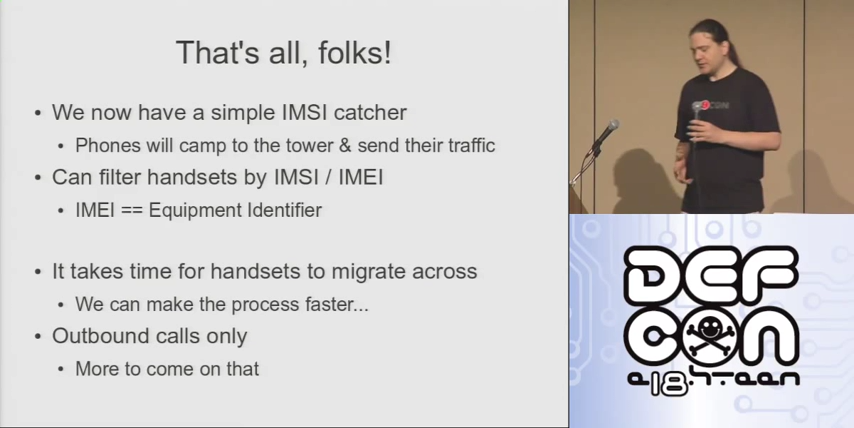 That's all, folks!
• We now have a simple IMSI catcher
• Phones will camp to the tower & send their traffic
• Can filter handsets by IMSI / IMEI
• IMEI == Equipment Identifier
• It takes time for handsets to migrate across
• We can make the process faster...
• Outbound calls only
• More to come on that
DEF
CON
e18h-teen